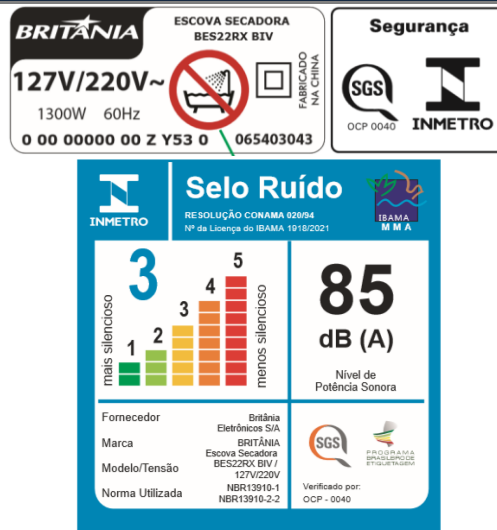 BRITÂNIA
ESCOVA SECADORA
BES22RX BIV
127V/220V~
1300W 60Hz
FABRICADO
NA CHINA
0 00 00000 00 Z Y53 0 065403043
Segurança
SGS
OCP 0040
INMETRO
INMETRO
Selo Ruído
RESOLUÇÃO CONAMA 020/94
Nº da Licença do IBAMA 1918/2021
IBAMA
MMA
3
mais silencioso
1
2
3
4
5
menos silencioso
85
dB (A)
Nível de
Potência Sonora
Fornecedor Britânia
Eletrônicos S/A
Marca BRITÂNIA
Escova Secadora
Modelo/Tensão BES22RX BIV /
127V/220V
Norma Utilizada NBR13910-1
NBR13910-2-2
SGS
PROGRAMA
BRASILEIRO DE
ETIQUETAGEM
Verificado por:
OCP - 0040